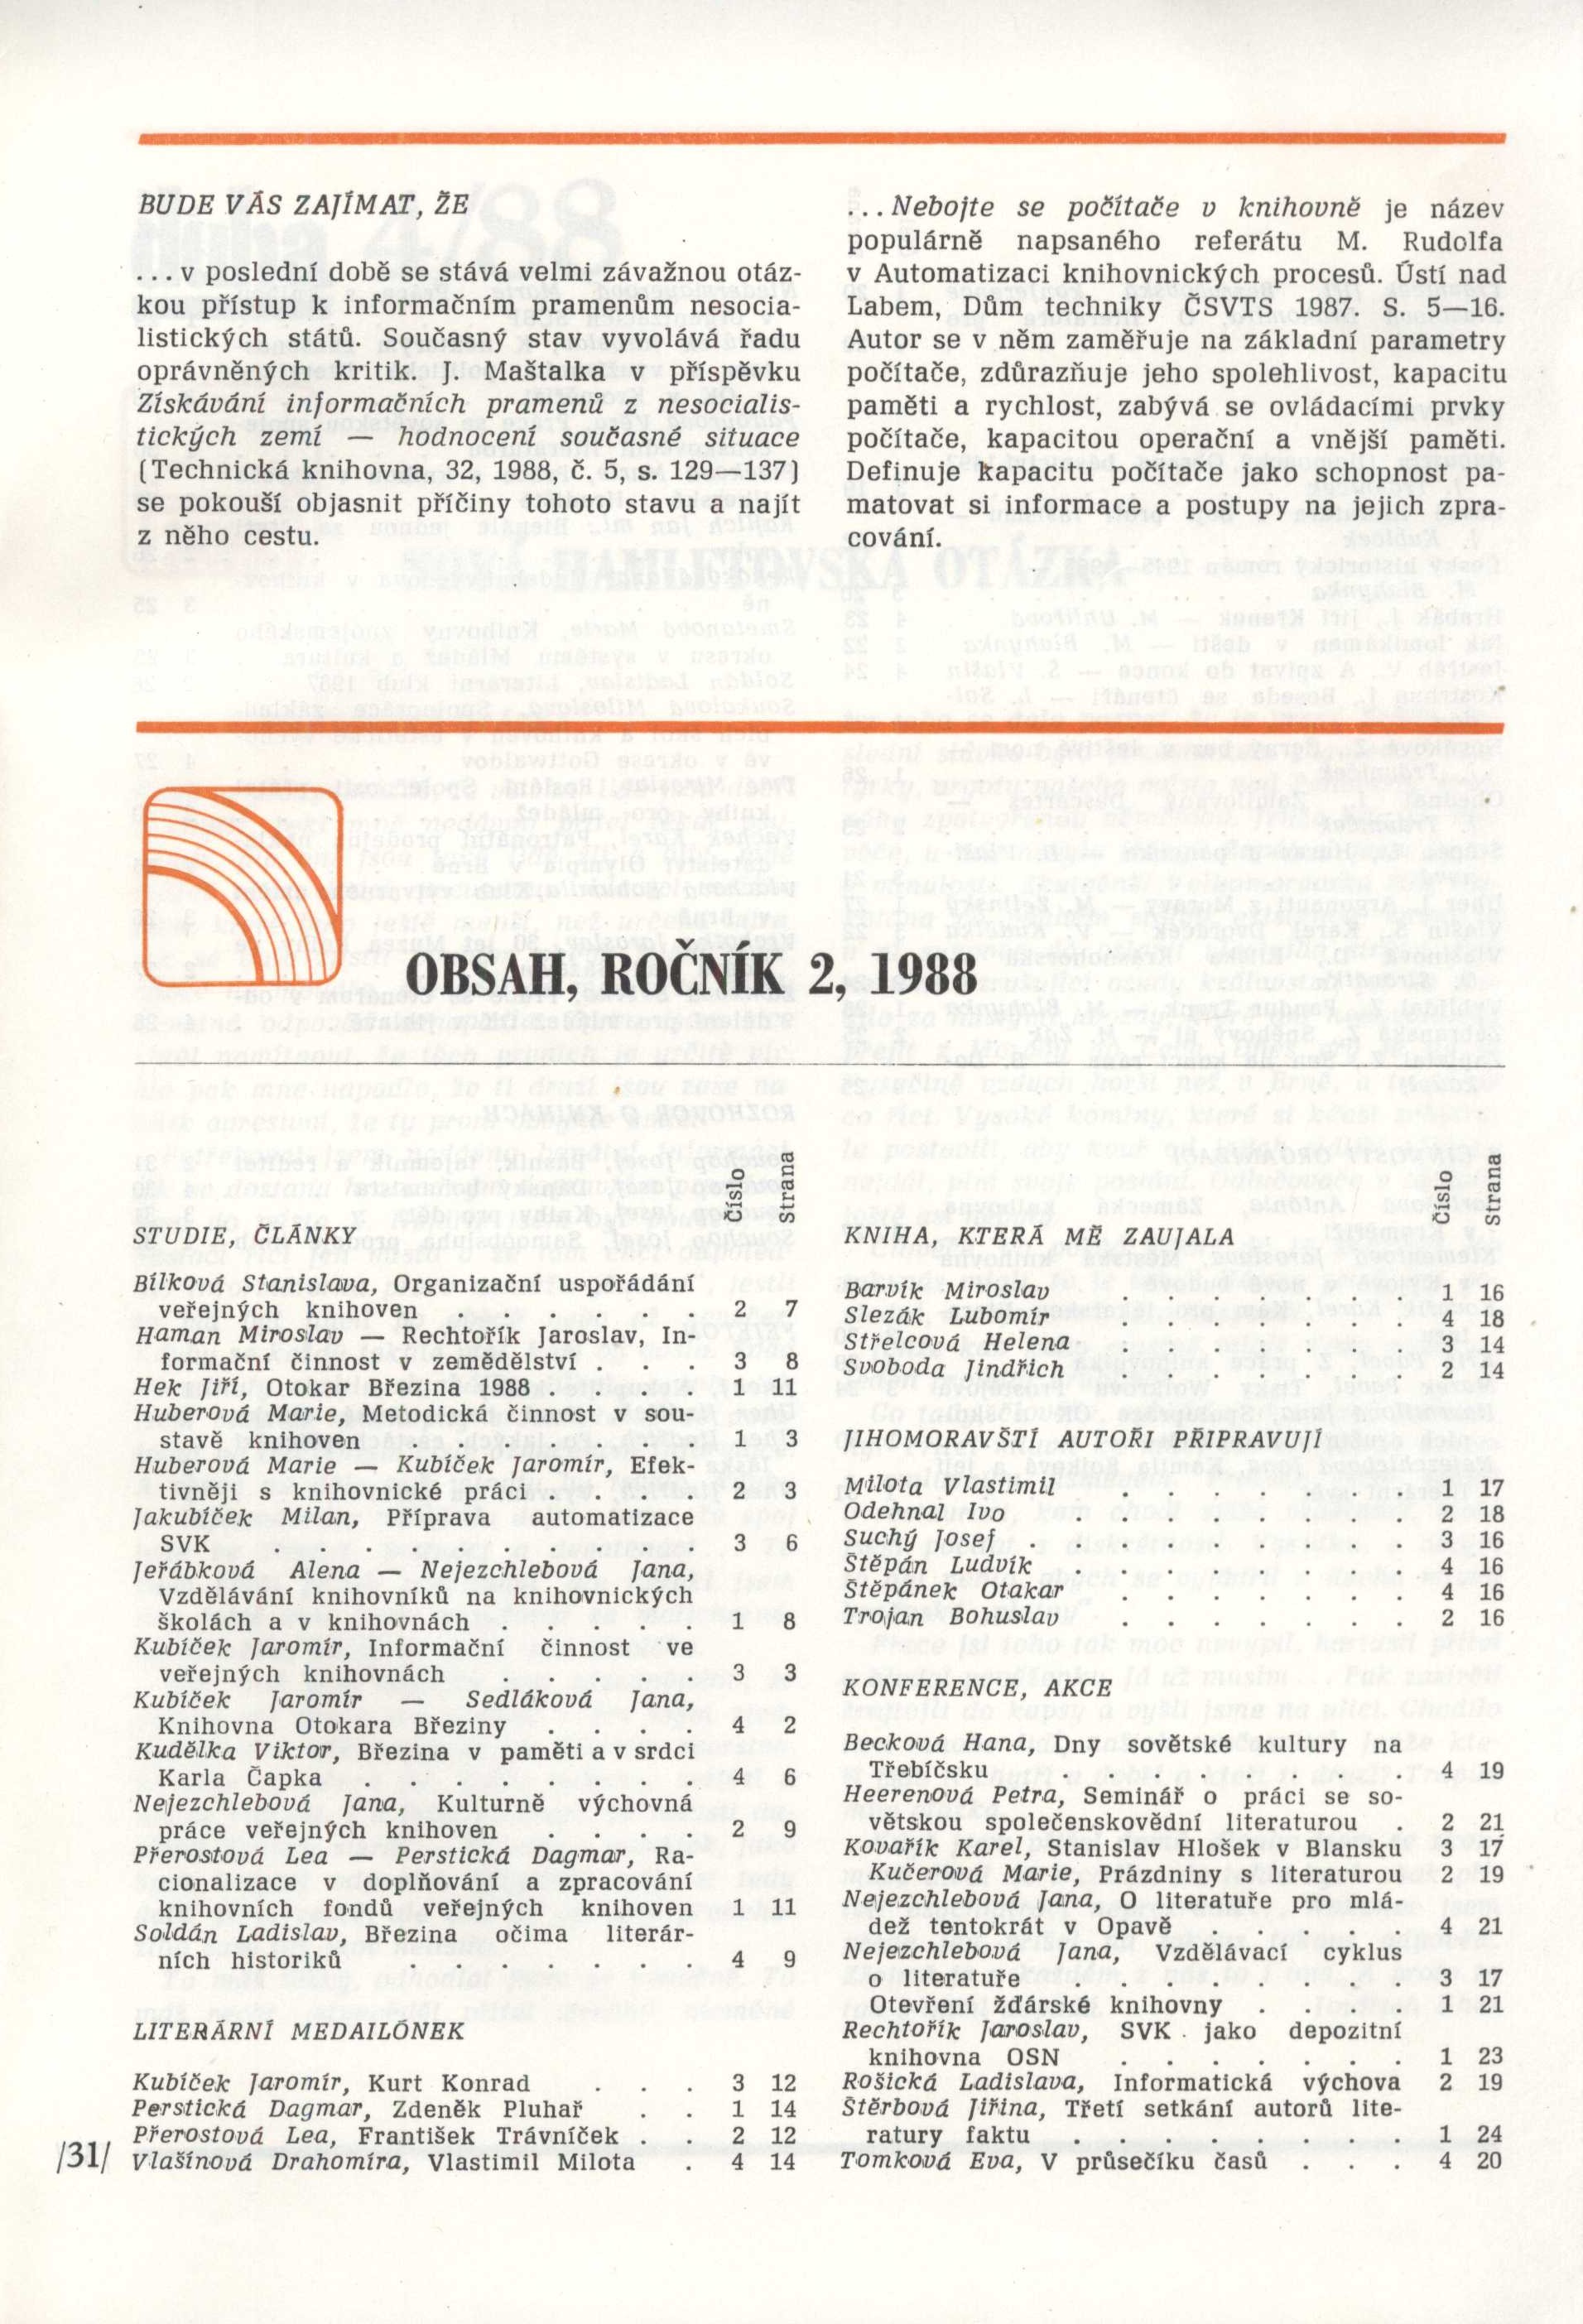 BUDE VÁS ZAJÍMAT, ŽE
...v poslední době se stává velmi závažnou otáz-
kou přístup k informačním pramenům nesocia-
listických států. Současný stav vyvolává řadu
oprávněných kritik. J. Maštalka v příspěvku
Získávání informačních pramenů z nesocialis-
tických zemí — hodnocení současné situace
(Technická knihovna, 32, 1988, č. 5, s. 129—137)
se pokouší objasnit příčiny tohoto stavu a najít
z něho cestu.
...Nebojte se počítače v knihovně je název
populárně napsaného referátu M. Rudolfa
v Automatizaci knihovnických procesů. Ústí nad
Labem, Dům techniky ČSVTS 1987. S. 5—16.
Autor se v něm zaměřuje na základní parametry
počítače, zdůrazňuje jeho spolehlivost, kapacitu
paměti a rychlost, zabývá se ovládacími prvky
počítače, kapacitou operační a vnější paměti.
Definuje kapacitu počítače jako schopnost pa-
matovat si informace a postupy na jejich zpra-
cování.
OBSAH, ROČNÍK 2, 1988
Číslo Strana
STUDIE, ČLÁNKY
Bílková Stanislava, Organizační uspořádání
veřejných knihoven . . . . . . 2 7
Haman Miroslav — Rechtořík Jaroslav, In-
formační činnost v zemědělství . . . 3 8
Hek Jiří, Otokar Březina 1988 . . . . 1 11
Huberová Marie, Metodická činnost v sou-
stavě knihoven . . . . . . . 1 3
Huberová Marie — Kubíček Jaromír, Efek-
tivněji s knihovnické práci . . . . 2 3
Jakubíček Milan, Příprava automatizace
SVK . . . . . . . . . . 3 6
Jeřábková Alena — Nejezchlebová Jana,
Vzdělávání knihovníků na knihovnických
školách a v knihovnách . . . . . 1 8
Kubíček Jaromír, Informační činnost ve
veřejných knihovnách . . . . . 3 3
Kubíček Jaromír — Sedláková Jana,
Knihovna Otokara Březiny . . . . 4 2
Kudělka Viktor, Březina v paměti a v srdci
Karla Čapka . . . . . . . . 4 6
Nejezchlebová Jana, Kulturně výchovná
práce veřejných knihoven . . . . 2 9
Přerostová Lea — Perstická Dagmar, Ra-
cionalizace v doplňování a zpracování
knihovních fondů veřejných knihoven 1 11
Soldán Ladislav, Březina očima literár-
ních historiků . . . . . . . 4 9
LITERÁRNÍ MEDAILÓNEK
Kubíček Jaromír, Kurt Konrad . . . 3 12
Perstická Dagmar, Zdeněk Pluhař . . 1 14
Přerostová Lea, František Trávníček . . 2 12
Vlašínová Drahomíra, Vlastimil Milota . 4 14
Číslo Strana
KNIHA, KTERÁ MĚ ZAUJALA
Barvík Miroslav . . . . . . . 1 16
Slezák Lubomír . . . . . . . 4 18
Střelcová Helena . . . . . . . 3 14
Svoboda Jindřich . . . . . . . 2 14
JIHOMORAVŠTÍ AUTOŘI PŘIPRAVUJÍ
Milota Vlastimil . . . . . . . 1 17
Odehnal Ivo . . . . . . . . 2 18
Suchý Josef . . . . . . . . . 3 16
Štěpán Ludvík . . . . . . . . 4 16
Štěpánek Otakar . . . . . . . 4 16
Trojan Bohuslav . . . . . . . 2 16
KONFERENCE, AKCE
Becková Hana, Dny sovětské kultury na
Třebíčsku . . . . . . . . 4 19
Heerenová Petra, Seminář o práci se so-
větskou společenskovědní literaturou . 2 21
Kovařík Karel, Stanislav Hlošek v Blansku 3 17
Kučerová Marie, Prázdniny s literaturou 2 19
Nejezchlebová Jana, O literatuře pro mlá-
dež tentokrát v Opavě . . . . . 4 21
Nejezchlebová Jana, Vzdělávací cyklus
o literatuře . . . . . . . . 3 17
Otevření žďárské knihovny . . . . 1 21
Rechtořík Jaroslav, SVK jako depozitní
knihovna OSN . . . . . . . 1 23
Rošická Ladislava, Informatická výchova 2 19
Štěrbová Jiřina, Třetí setkání autorů lite-
ratury faktu . . . . . . . . 1 24
Tomková Eva, V průsečíku časů . . . 4 20
/31/